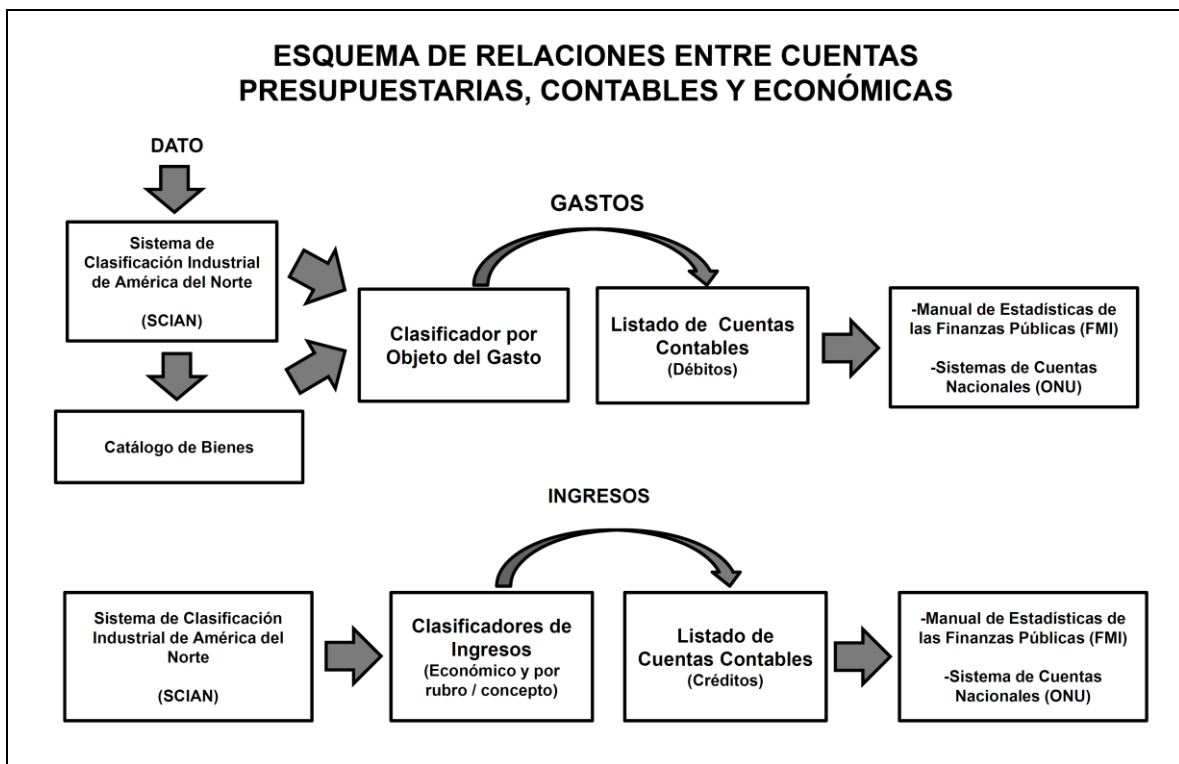 ESQUEMA DE RELACIONES ENTRE CUENTAS
PRESUPUESTARIAS, CONTABLES Y ECONÓMICAS
DATO
Sistema de
Clasificación Industrial
de América del Norte
(SCIAN)
Catálogo de Bienes
GASTOS
Clasificador por
Objeto del Gasto
Listado de Cuentas
Contables
(Débitos)
-Manual de Estadísticas de
las Finanzas Públicas (FMI)
-Sistemas de Cuentas
Nacionales (ONU)
INGRESOS
Sistema de Clasificación
Industrial de América del
Norte
(SCIAN)
Clasificadores de
Ingresos
(Económico y por
rubro / concepto)
Listado de
Cuentas Contables
(Créditos)
-Manual de Estadísticas de
las Finanzas Públicas (FMI)
-Sistema de Cuentas
Nacionales (ONU)